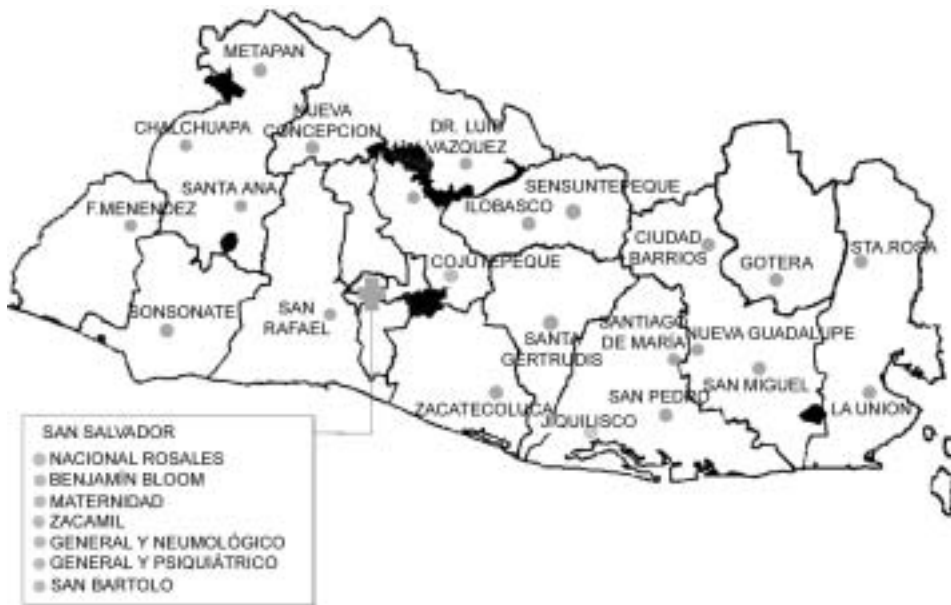 METAPAN
NUEVA
CONCEPCION
CHALCHUAPA
DR. LUIS
VAZQUEZ
SANTA ANA
SENSUNTEPEQUE
F.MENENDEZ
ILOBASCO
CIUDAD
BARRIOS
STA.ROSA
GOTERA
COJUTEPEQUE
SONSONATE
SAN
RAFAEL
SANTA
GERTRUDIS
SANTIAGO
DE MARÍA
NUEVA GUADALUPE
SAN MIGUEL
SAN PEDRO
LA UNION
ZACATECOLUCA
JIQUILISCO
SAN SALVADOR
NACIONAL ROSALES
BENJAMÍN BLOOM
MATERNIDAD
ZACAMIL
GENERAL Y NEUMOLÓGICO
GENERAL Y PSIQUIÁTRICO
SAN BARTOLO